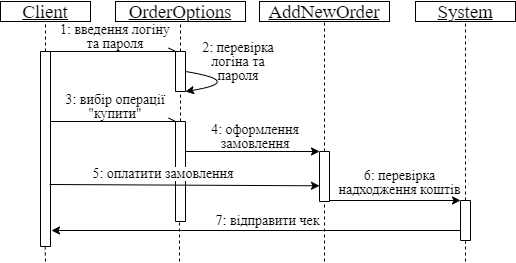 Client
OrderOptions
AddNewOrder
System
1: введення логіну
та пароля
2: перевірка
логіна та
пароля
3: вибір операції
"купити"
4: оформлення
замовлення
5: оплатити замовлення
6: перевірка
надходження коштів
7: відправити чек